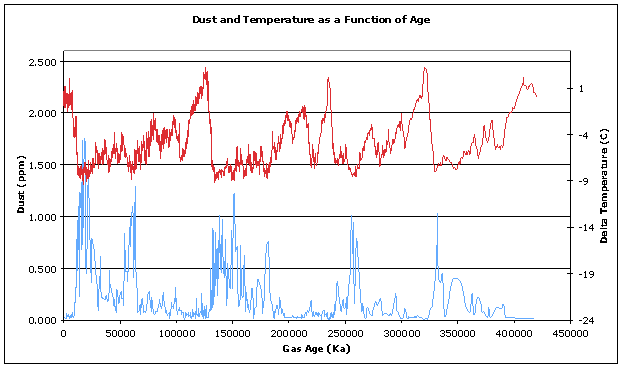 Dust and Temperature as a Function of Age
2.500
2.000
1.500
1.000
0.500
0.000
Dust (ppm)
1
-4
-9
-14
-19
-24
Delta Temperature (C)
0 50000 100000 150000 200000 250000 300000 350000 400000 450000
Gas Age (Ka)